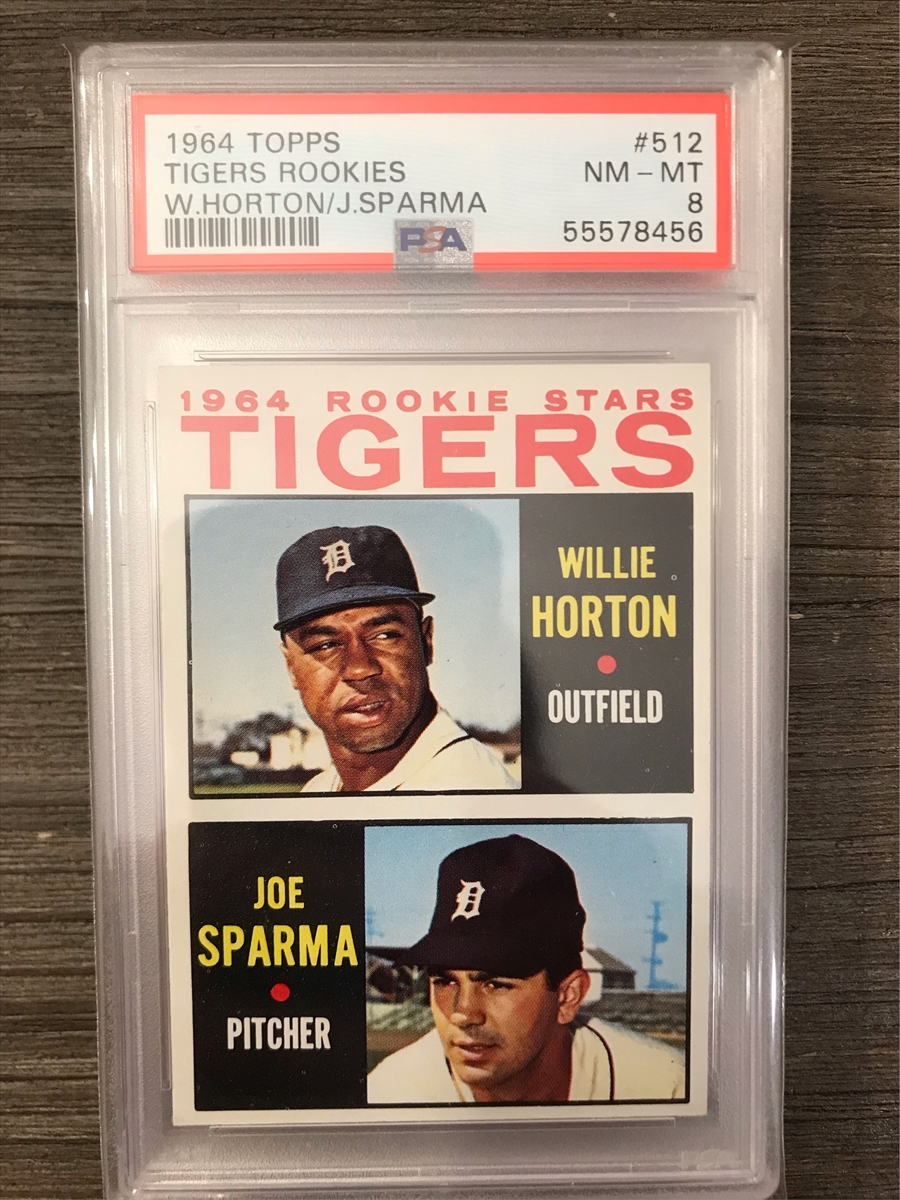 1964 TOPPS #512
TIGERS ROOKIES NM - MT
W.HORTON/J.SPARMA 8
PSA 55578456
1964 ROOKIE STARS
TIGERS
D
WILLIE
HORTON
OUTFIELD
D
JOE
SPARMA
PITCHER